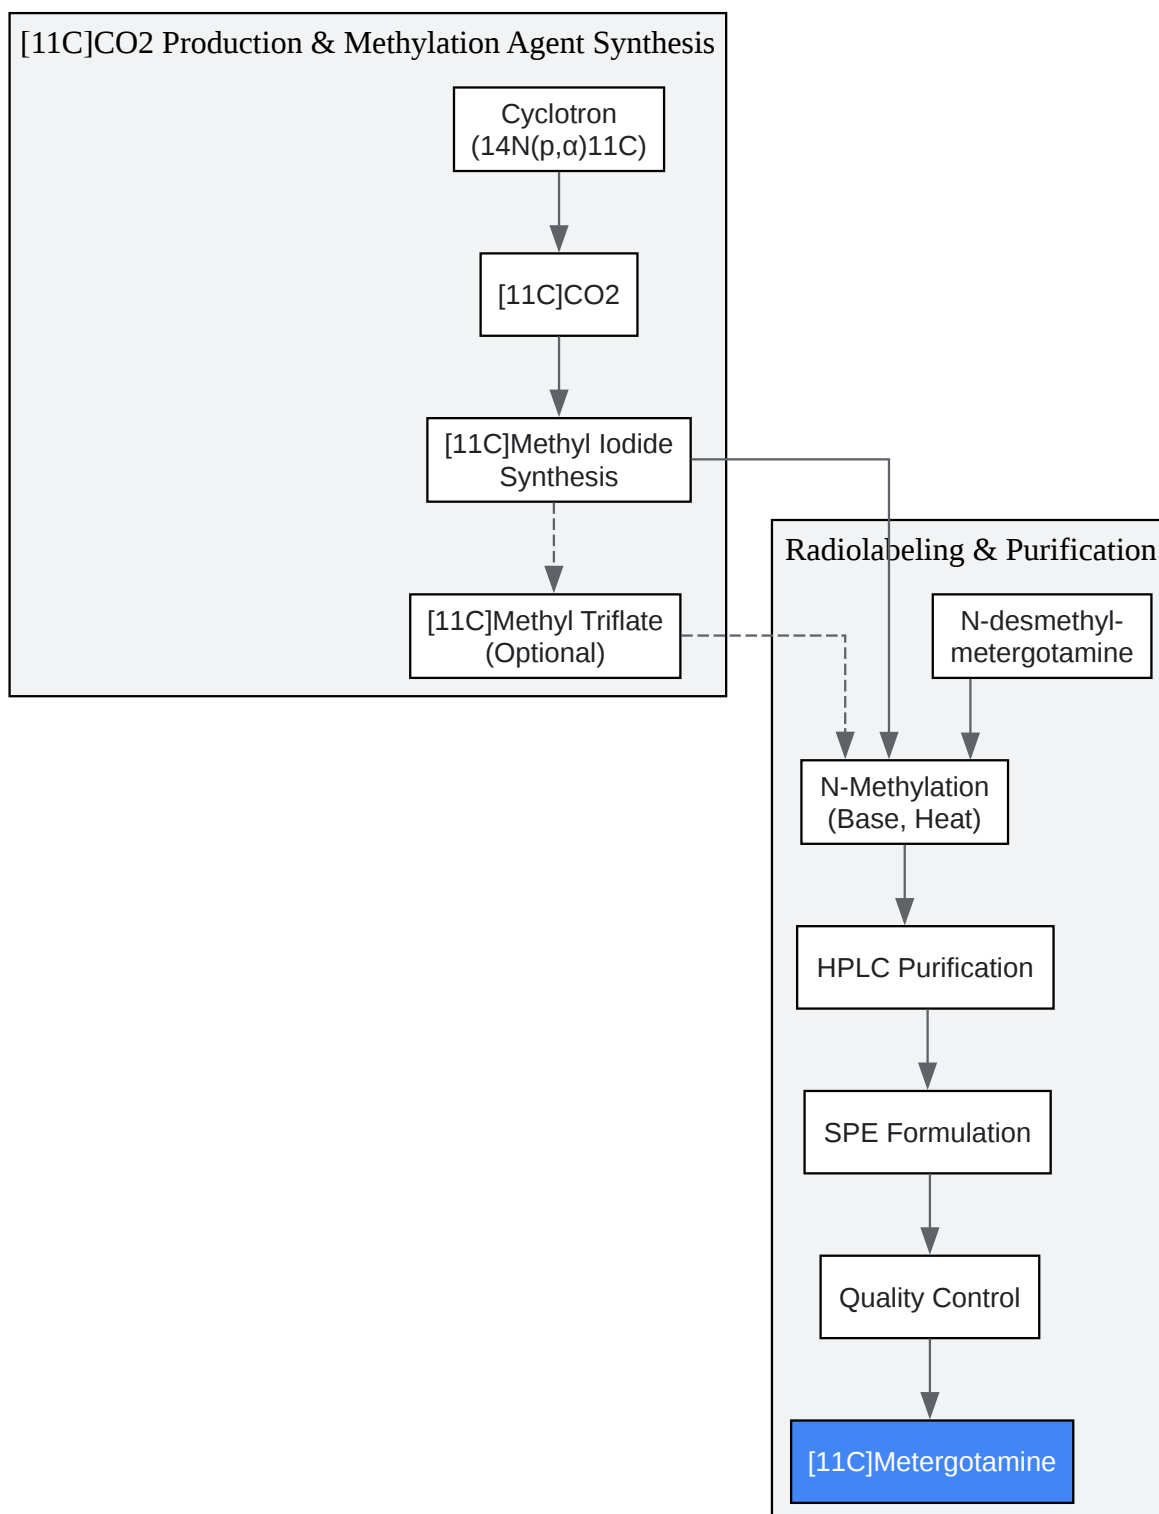 [11C]CO2 Production & Methylation Agent Synthesis
Cyclotron
(14N(p,α)11C)
[11C]CO2
[11C]Methyl Iodide
Synthesis
[11C]Methyl Triflate
(Optional)
Radiolabeling & Purification
N-desmethyl-
metergotamine
N-Methylation
(Base, Heat)
HPLC Purification
SPE Formulation
Quality Control
[11C]Metergotamine